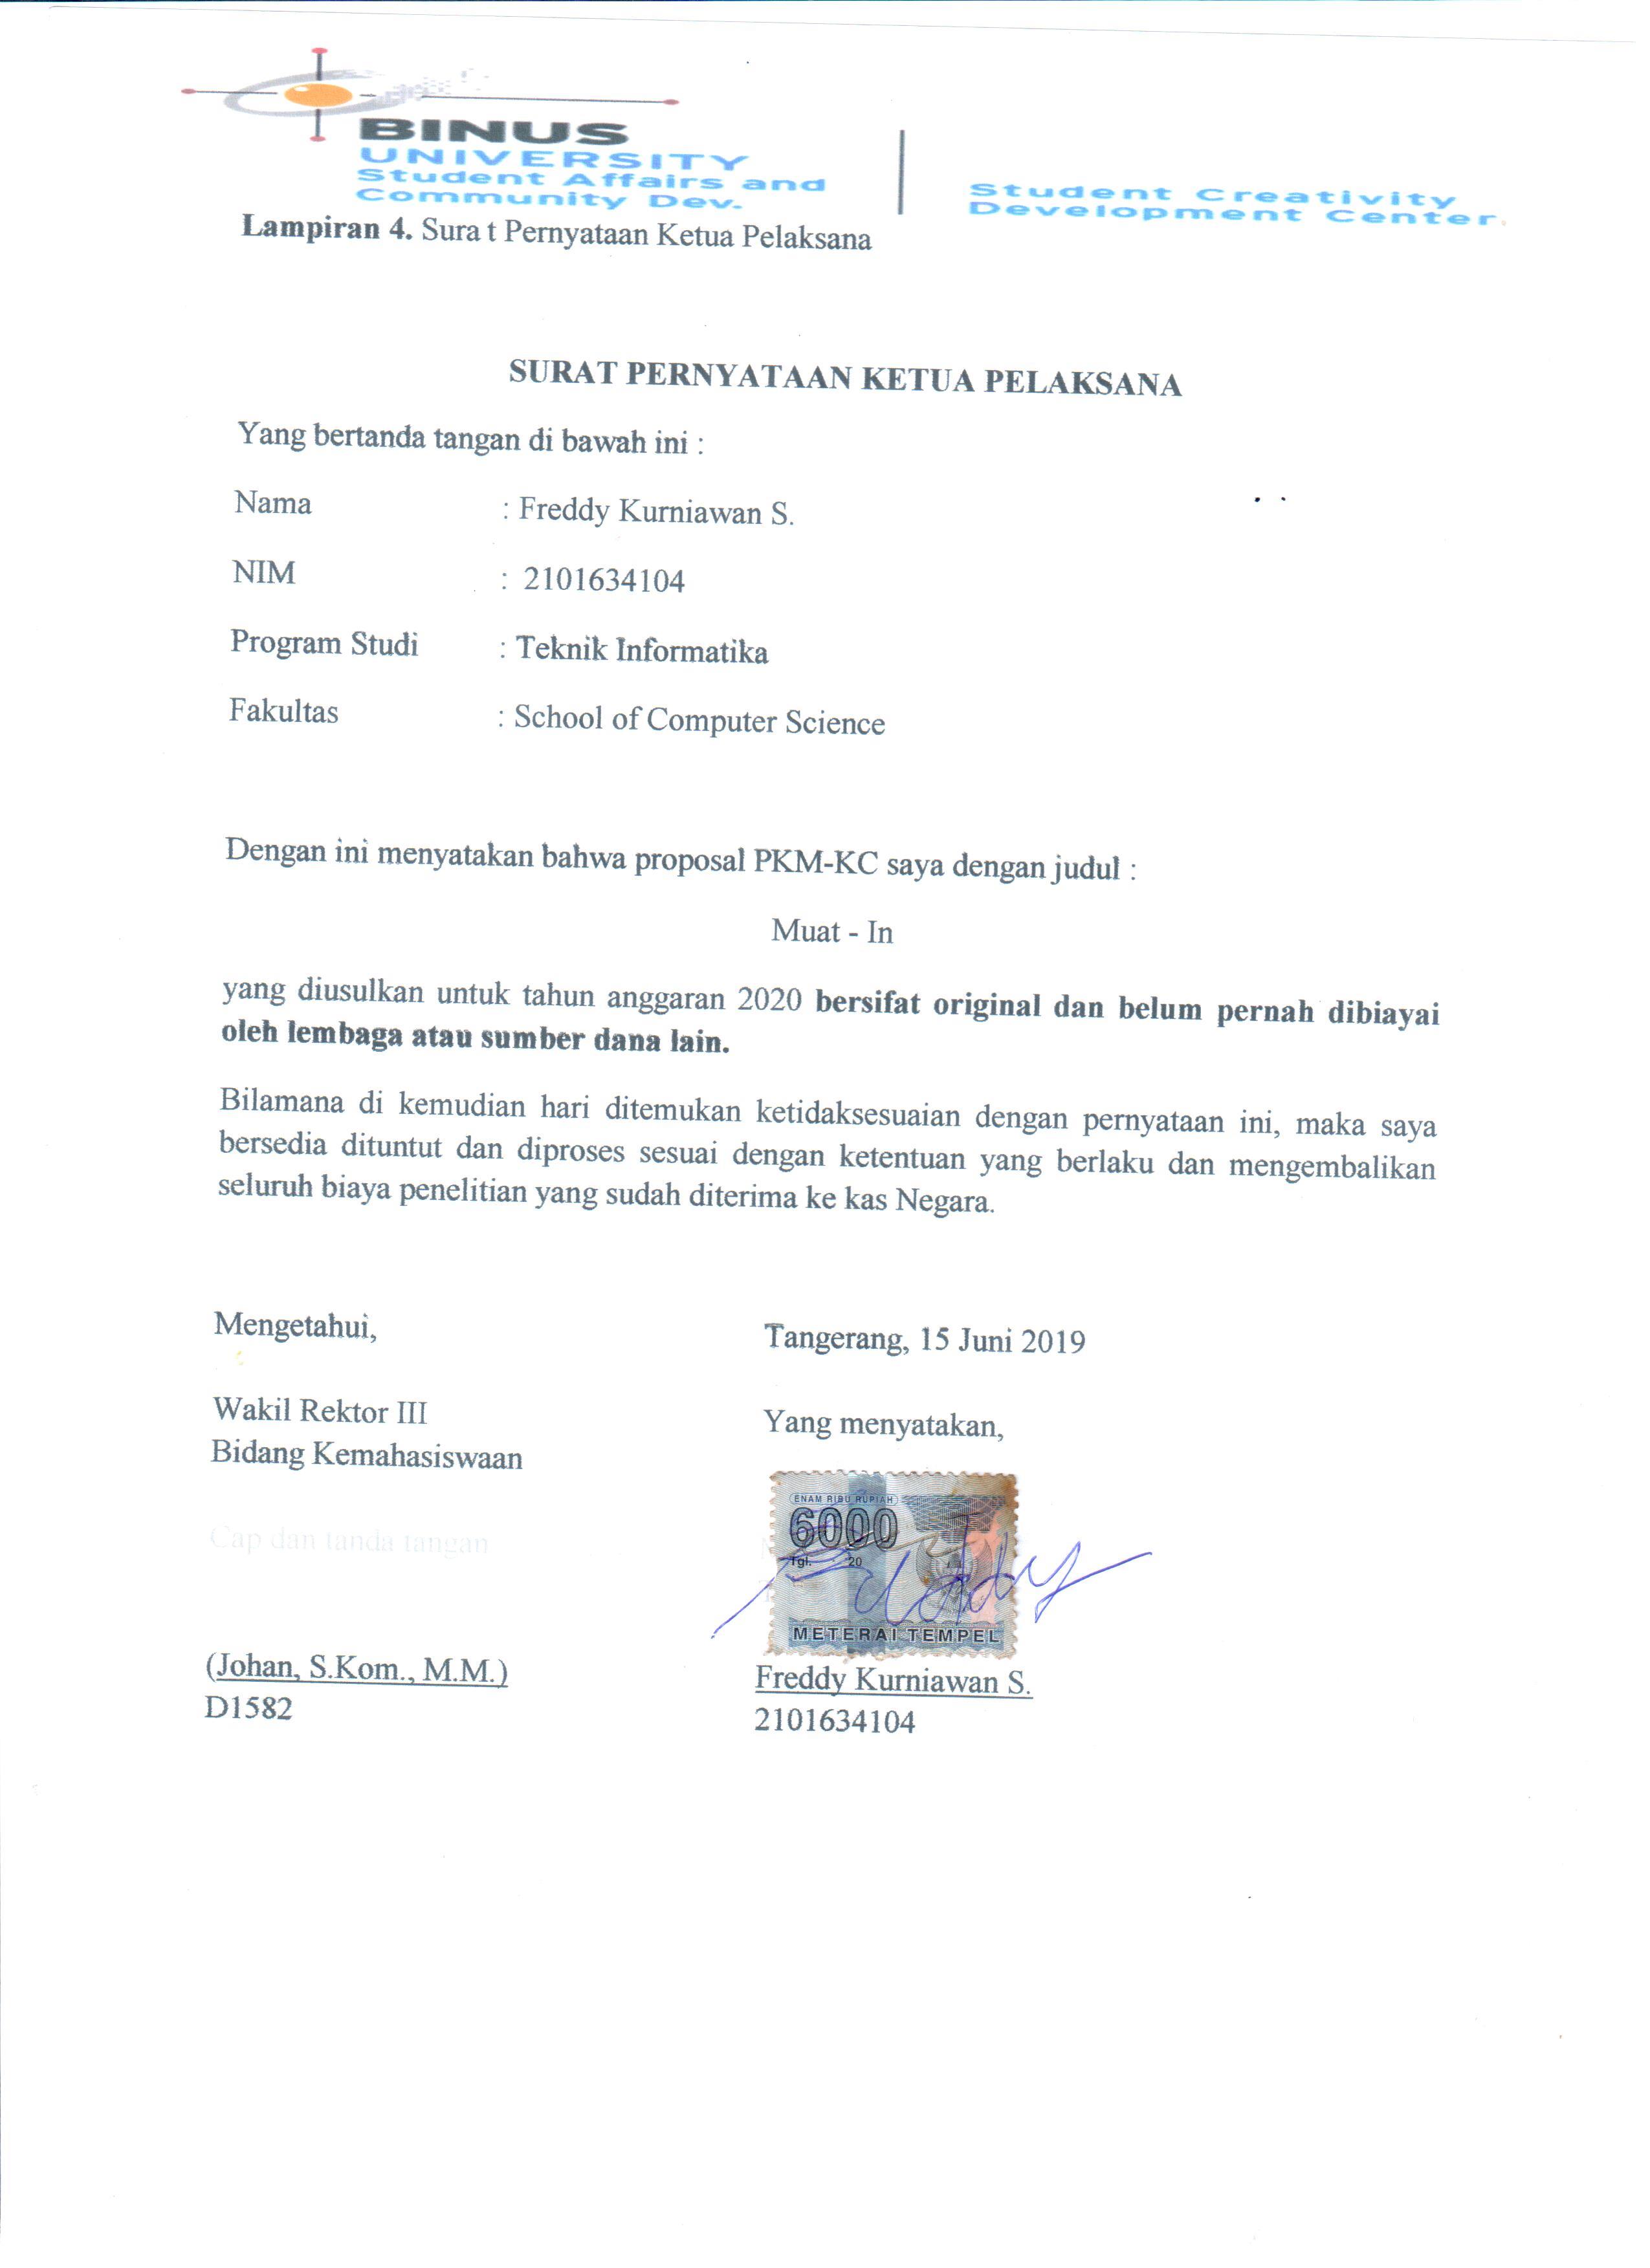 BINUS
UNIVERSITY
Student Affairs and
Community Dev.
Student Creativity
Development Center
Lampiran 4. Sura t Pernyataan Ketua Pelaksana
SURAT PERNYATAAN KETUA PELAKSANA
Yang bertanda tangan di bawah ini :
Nama : Freddy Kurniawan S.
NIM : 2101634104
Program Studi : Teknik Informatika
Fakultas : School of Computer Science
Dengan ini menyatakan bahwa proposal PKM-KC saya dengan judul :
Muat - In
yang diusulkan untuk tahun anggaran 2020 bersifat original dan belum pernah dibiayai
oleh lembaga atau sumber dana lain.
Bilamana di kemudian hari ditemukan ketidaksesuaian dengan pernyataan ini, maka saya
bersedia dituntut dan diproses sesuai dengan ketentuan yang berlaku dan mengembalikan
seluruh biaya penelitian yang sudah diterima ke kas Negara.
Mengetahui,
Tangerang, 15 Juni 2019
Wakil Rektor III
Bidang Kemahasiswaan
Yang menyatakan,
Cap dan tanda tangan
ENAM RIBU RUPIAH
6000
Tgl. 20
METERAI TEMPEL
(Johan, S.Kom., M.M.)
D1582
Freddy Kurniawan S.
2101634104